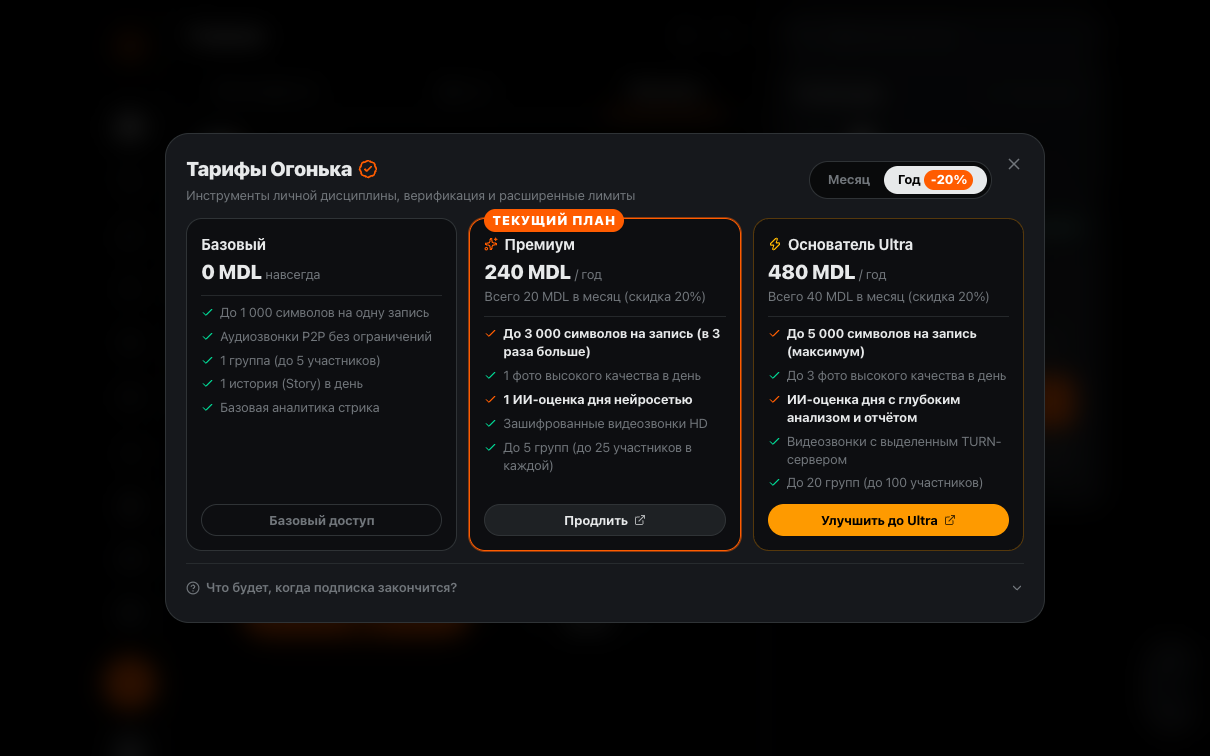 Тарифы Огонька
Инструменты личной дисциплины, верификация и расширенные лимиты
Месяц
Год -20%
Базовый
0 MDL навсегда
До 1 000 символов на одну запись
Аудиозвонки P2P без ограничений
1 группа (до 5 участников)
1 история (Story) в день
Базовая аналитика стрика
Базовый доступ
ТЕКУЩИЙ ПЛАН
Премиум
240 MDL / год
Всего 20 MDL в месяц (скидка 20%)
До 3 000 символов на запись (в 3
раза больше)
1 фото высокого качества в день
1 ИИ-оценка дня нейросетью
Зашифрованные видеозвонки HD
До 5 групп (до 25 участников в
каждой)
Продлить
Основатель Ultra
480 MDL / год
Всего 40 MDL в месяц (скидка 20%)
До 5 000 символов на запись
(максимум)
До 3 фото высокого качества в день
ИИ-оценка дня с глубоким
анализом и отчётом
Видеозвонки с выделенным TURN-
сервером
До 20 групп (до 100 участников)
Улучшить до Ultra
Что будет, когда подписка закончится?